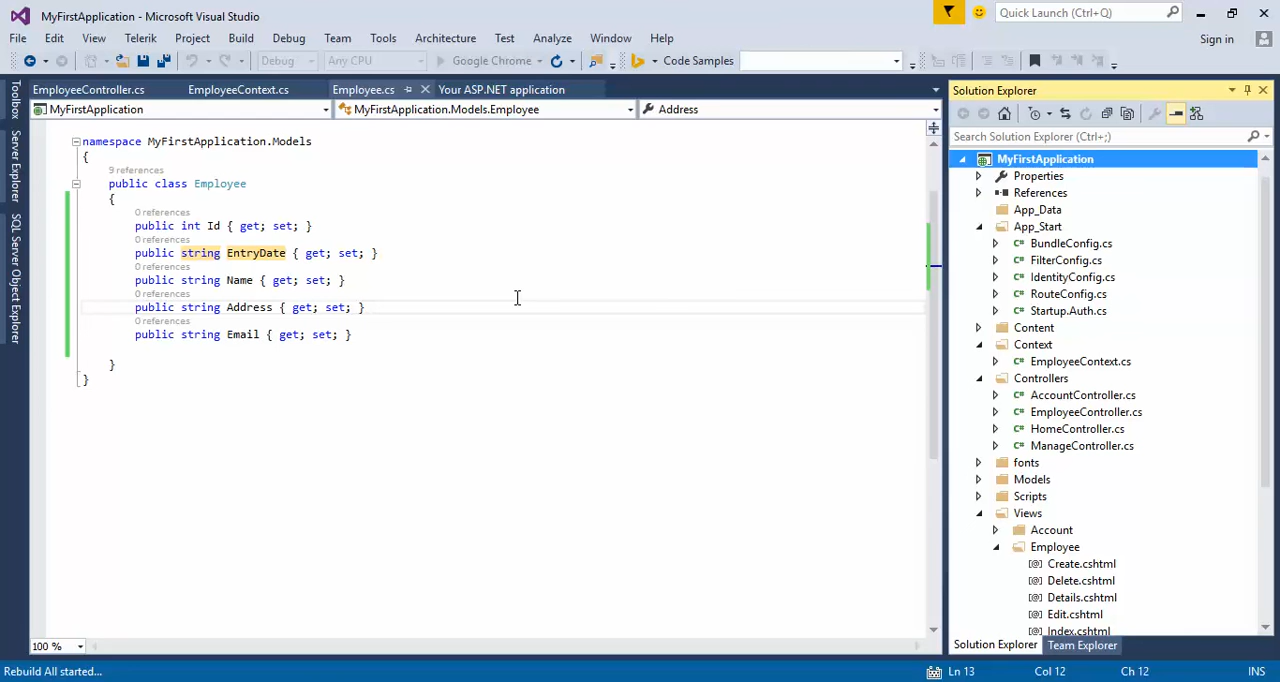 MyFirstApplication - Microsoft Visual Studio
Quick Launch (Ctrl+Q)
File Edit View Telerik Project Build Debug Team Tools Architecture Test Analyze Window Help
Sign in
Debug Any CPU Google Chrome Code Samples
EmployeeController.cs EmployeeContext.cs Employee.cs Your ASP.NET application
MyFirstApplication MyFirstApplication.Models.Employee Address
Toolbox
Server Explorer
SQL Server Object Explorer
namespace MyFirstApplication.Models
{
9 references
public class Employee
{
0 references
public int Id { get; set; }
0 references
public string EntryDate { get; set; }
0 references
public string Name { get; set; }
0 references
public string Address { get; set; }
0 references
public string Email { get; set; }
}
}
100 %
Solution Explorer
Search Solution Explorer (Ctrl+;)
MyFirstApplication
Properties
References
App_Data
App_Start
BundleConfig.cs
FilterConfig.cs
IdentityConfig.cs
RouteConfig.cs
Startup.Auth.cs
Content
Context
EmployeeContext.cs
Controllers
AccountController.cs
EmployeeController.cs
HomeController.cs
ManageController.cs
fonts
Models
Scripts
Views
Account
Employee
Create.cshtml
Delete.cshtml
Details.cshtml
Edit.cshtml
Index.cshtml
Solution Explorer Team Explorer
Rebuild All started... Ln 13 Col 12 Ch 12 INS